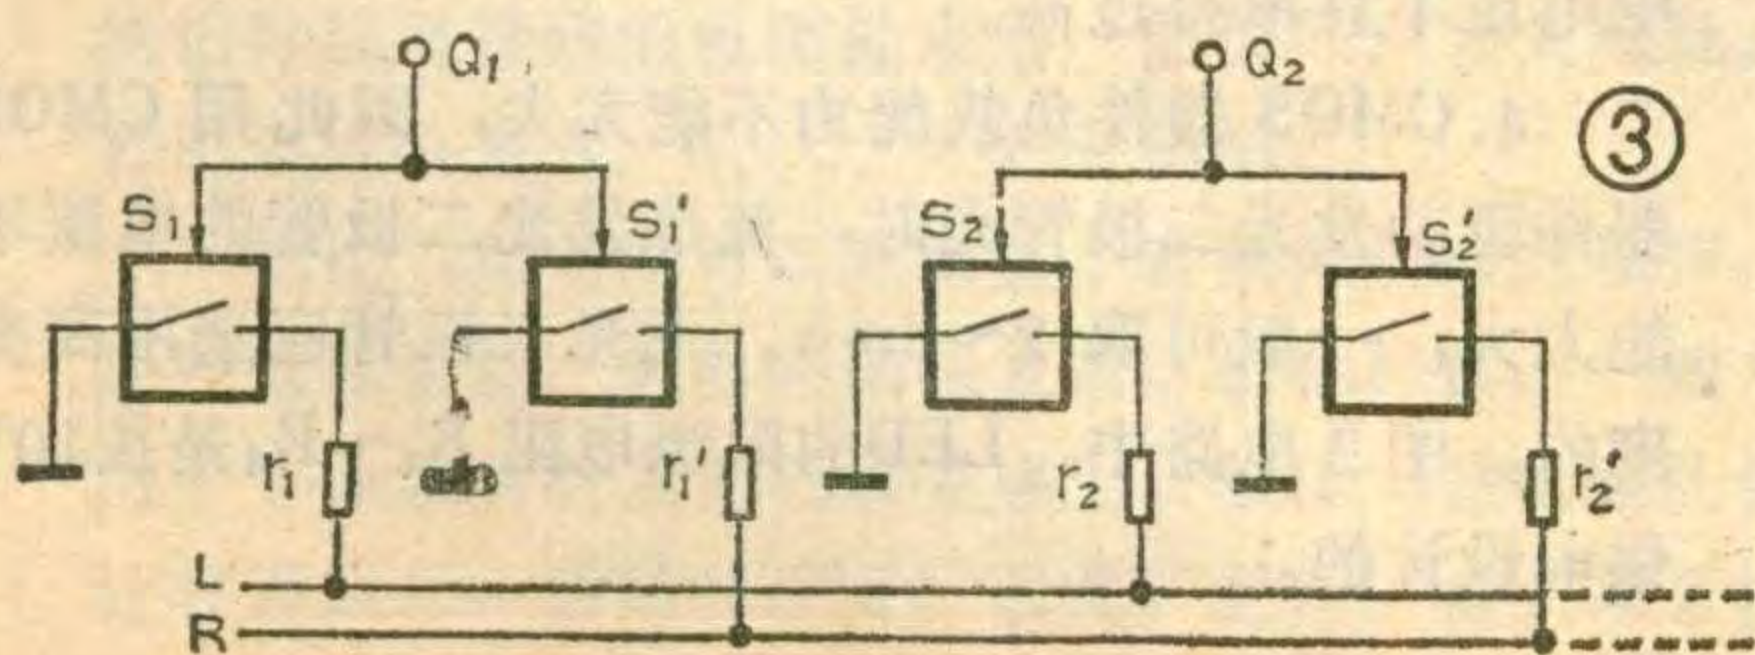 Q₁ Q₂
③
S₁ S₁' S₂ S₂'
r₁ r₁' r₂ r₂'
L
R